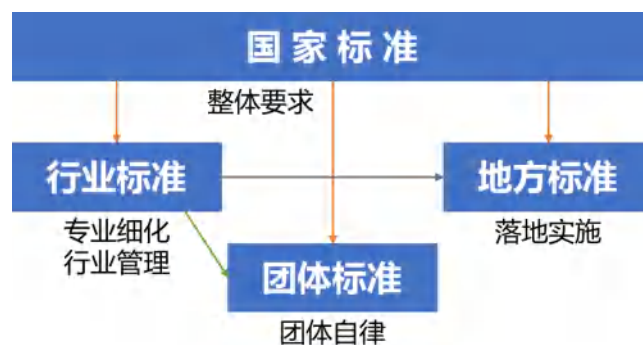 国家标准
整体要求
行业标准
地方标准
专业细化
行业管理
落地实施
团体标准
团体自律